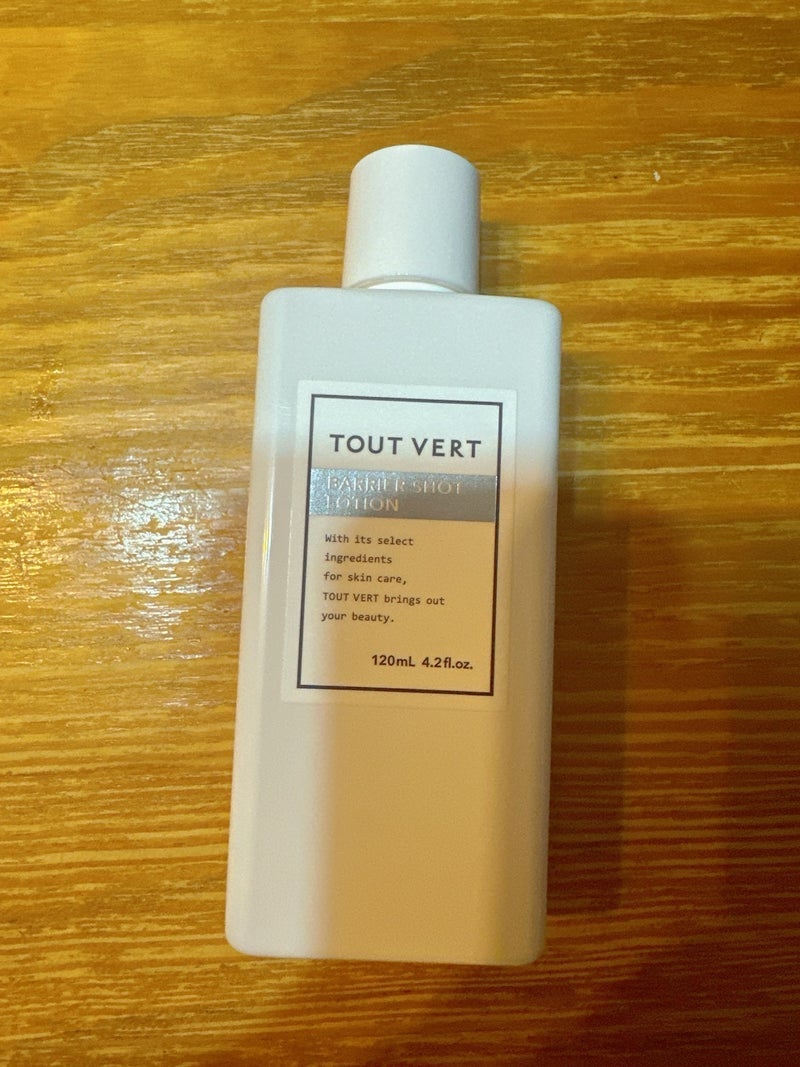 TOUT VERT
BARRIER SHOT
LOTION
With its select
ingredients
for skin care,
TOUT VERT brings out
your beauty.
120mL 4.2fl.oz.